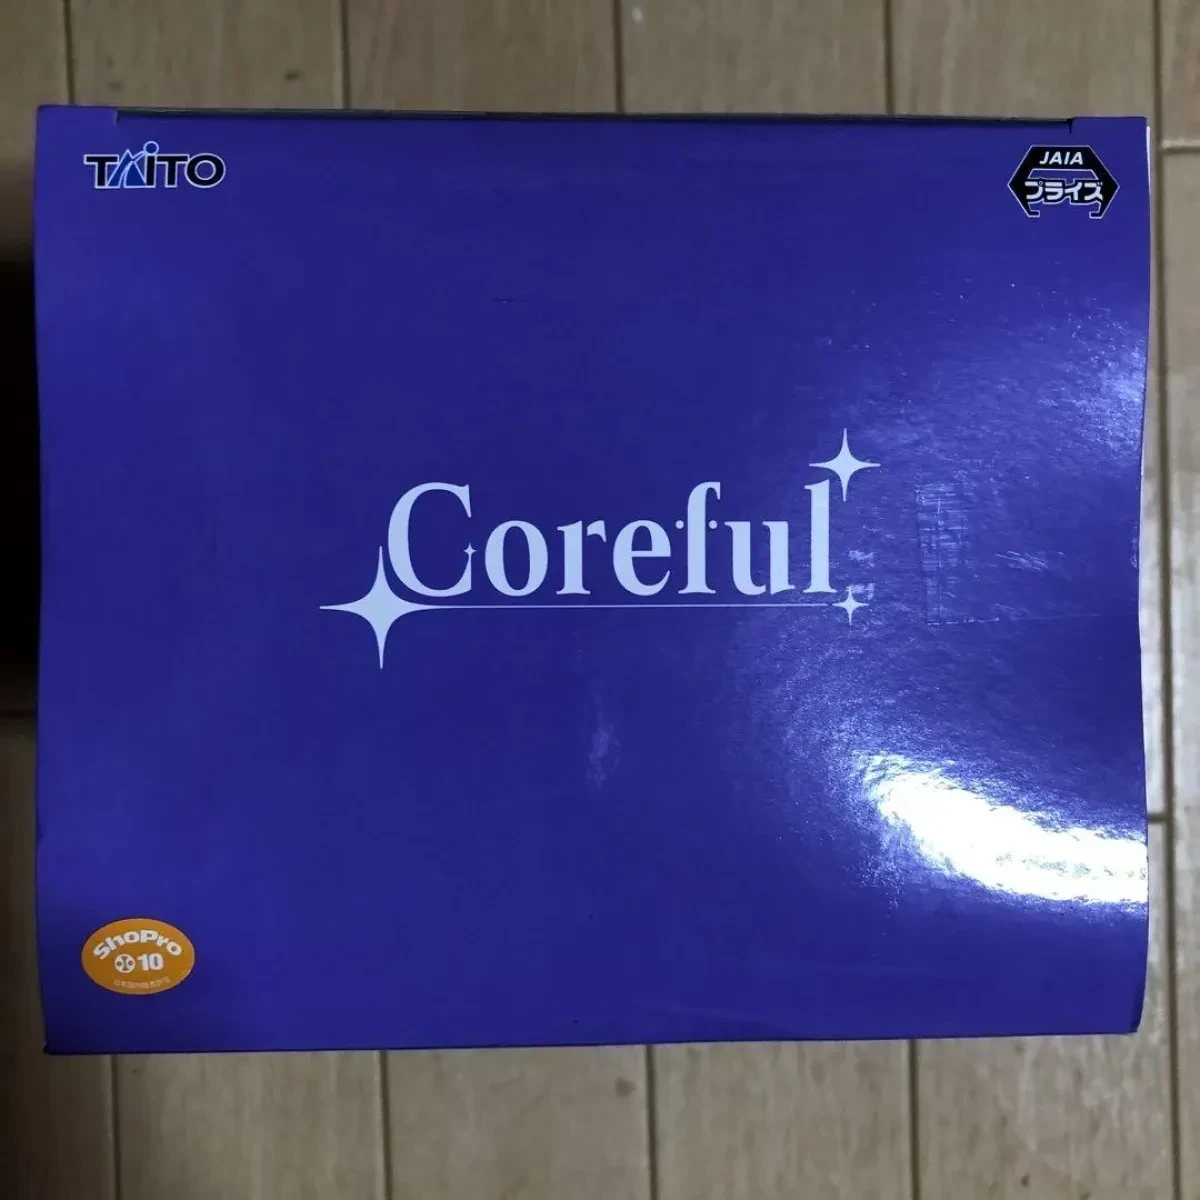 TAITO
JAIA
プライズ
Coreful
ShoPro
10